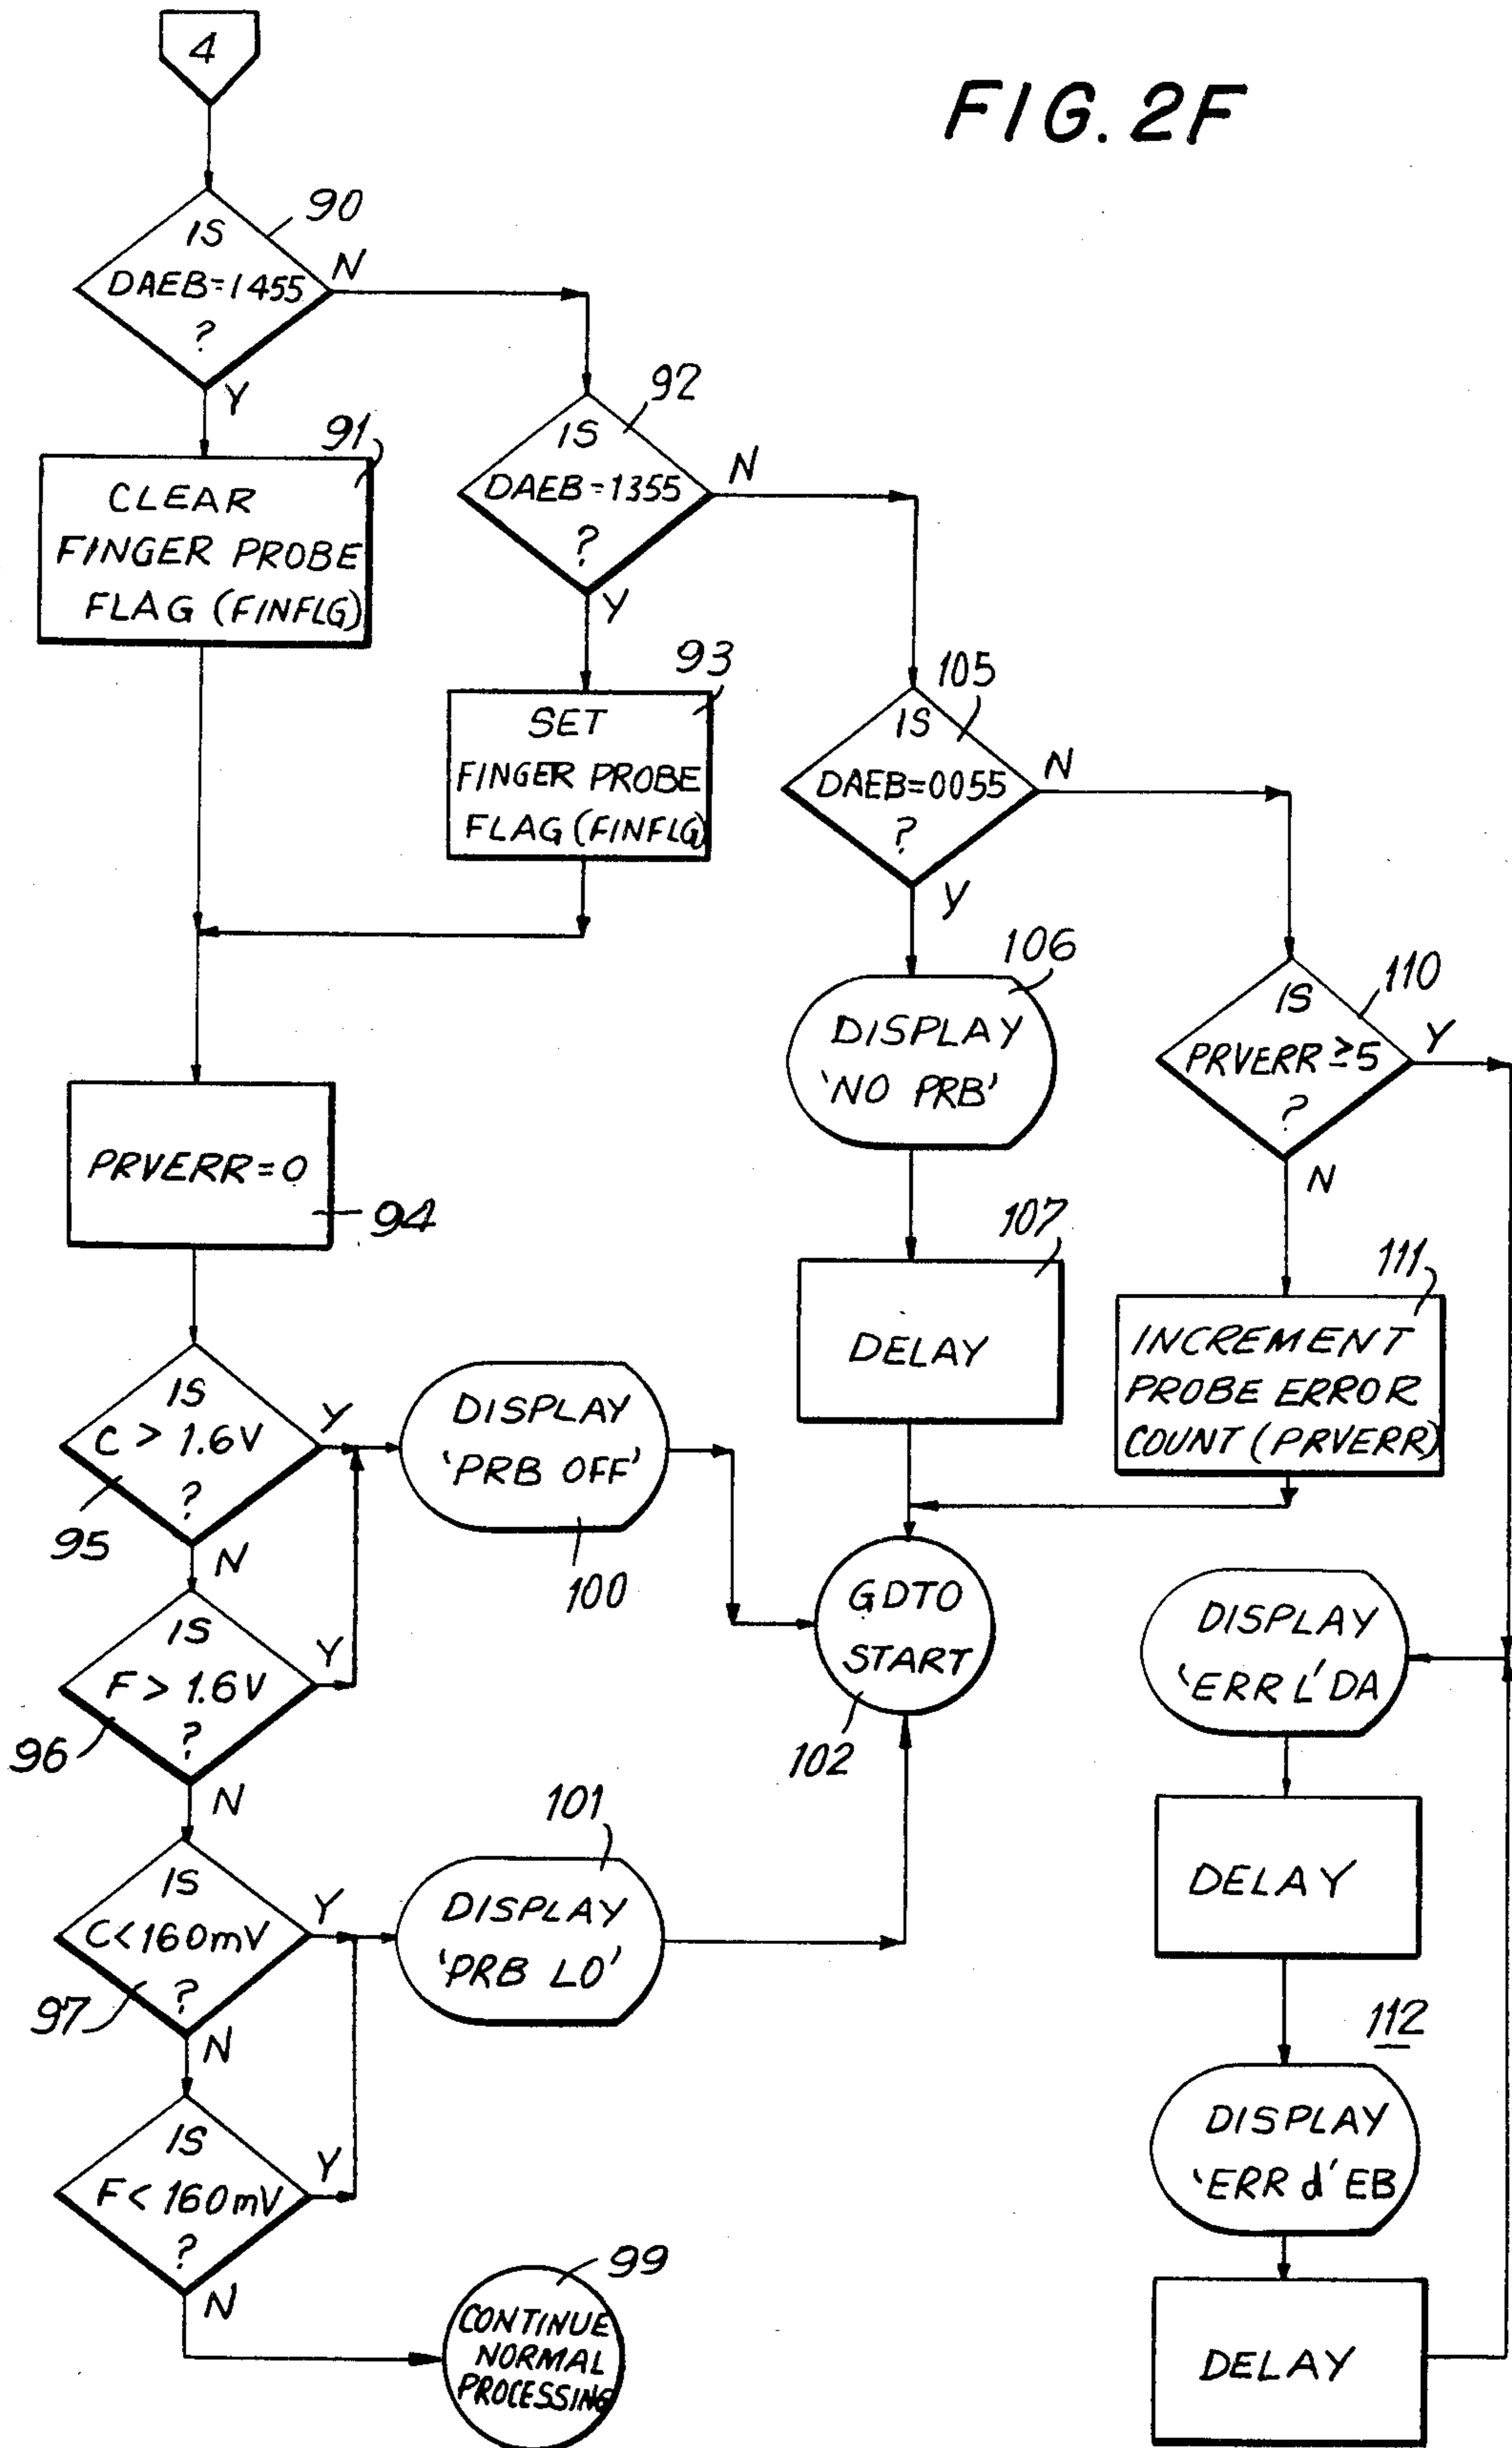 4
FIG. 2F
90
IS
DAEB=1455
?
N
Y
91
CLEAR
FINGER PROBE
FLAG (FINFLG)
92
IS
DAEB=1355
?
N
Y
93
SET
FINGER PROBE
FLAG (FINFLG)
105
IS
DAEB=0055
?
N
Y
106
DISPLAY
'NO PRB'
107
DELAY
110
IS
PRVERR ≥5
?
Y
N
111
INCREMENT
PROBE ERROR
COUNT (PRVERR)
PRVERR=0
94
IS
C > 1.6V
?
Y
95
N
DISPLAY
'PRB OFF'
100
IS
F > 1.6V
?
Y
96
N
GDTO
START
102
IS
C<160mV
?
Y
97
N
101
DISPLAY
'PRB LO'
IS
F< 160mV
?
Y
N
99
CONTINUE
NORMAL
PROCESSING
DISPLAY
'ERR L'DA
DELAY
112
DISPLAY
'ERR d'EB
DELAY